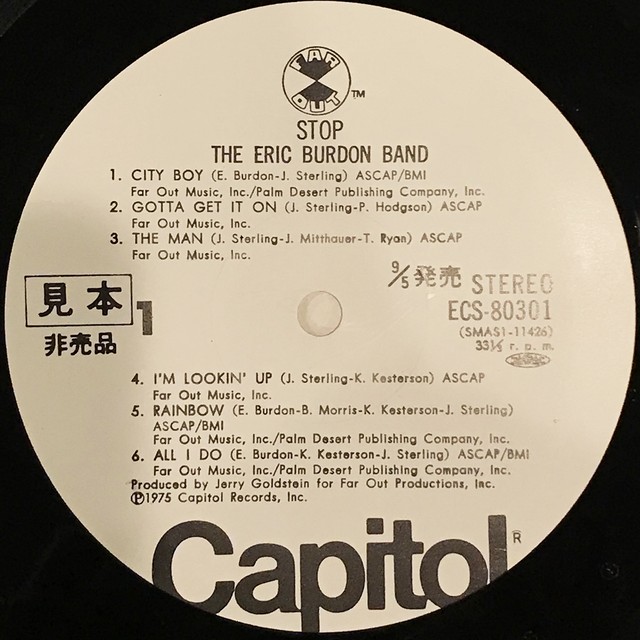 FAR
OUT
TM
STOP
THE ERIC BURDON BAND
1. CITY BOY (E. Burdon-J. Sterling) ASCAP/BMI
Far Out Music, Inc./Palm Desert Publishing Company, Inc.
2. GOTTA GET IT ON (J. Sterling-P. Hodgson) ASCAP
Far Out Music, Inc.
3. THE MAN (J. Sterling-J. Mitthauer-T. Ryan) ASCAP
Far Out Music, Inc.
9/5 発売 STEREO
見本 1
ECS-80301
非売品
(SMAS1-11426)
33⅓ r.p.m.
4. I'M LOOKIN' UP (J. Sterling-K. Kesterson) ASCAP
Far Out Music, Inc.
5. RAINBOW (E. Burdon-B. Morris-K. Kesterson-J. Sterling)
ASCAP/BMI
Far Out Music, Inc./Palm Desert Publishing Company, Inc.
6. ALL I DO (E. Burdon-K. Kesterson-J. Sterling) ASCAP/BMI
Far Out Music, Inc./Palm Desert Publishing Company, Inc.
Produced by Jerry Goldstein for Far Out Productions, Inc.
℗1975 Capitol Records, Inc.
Capitol®